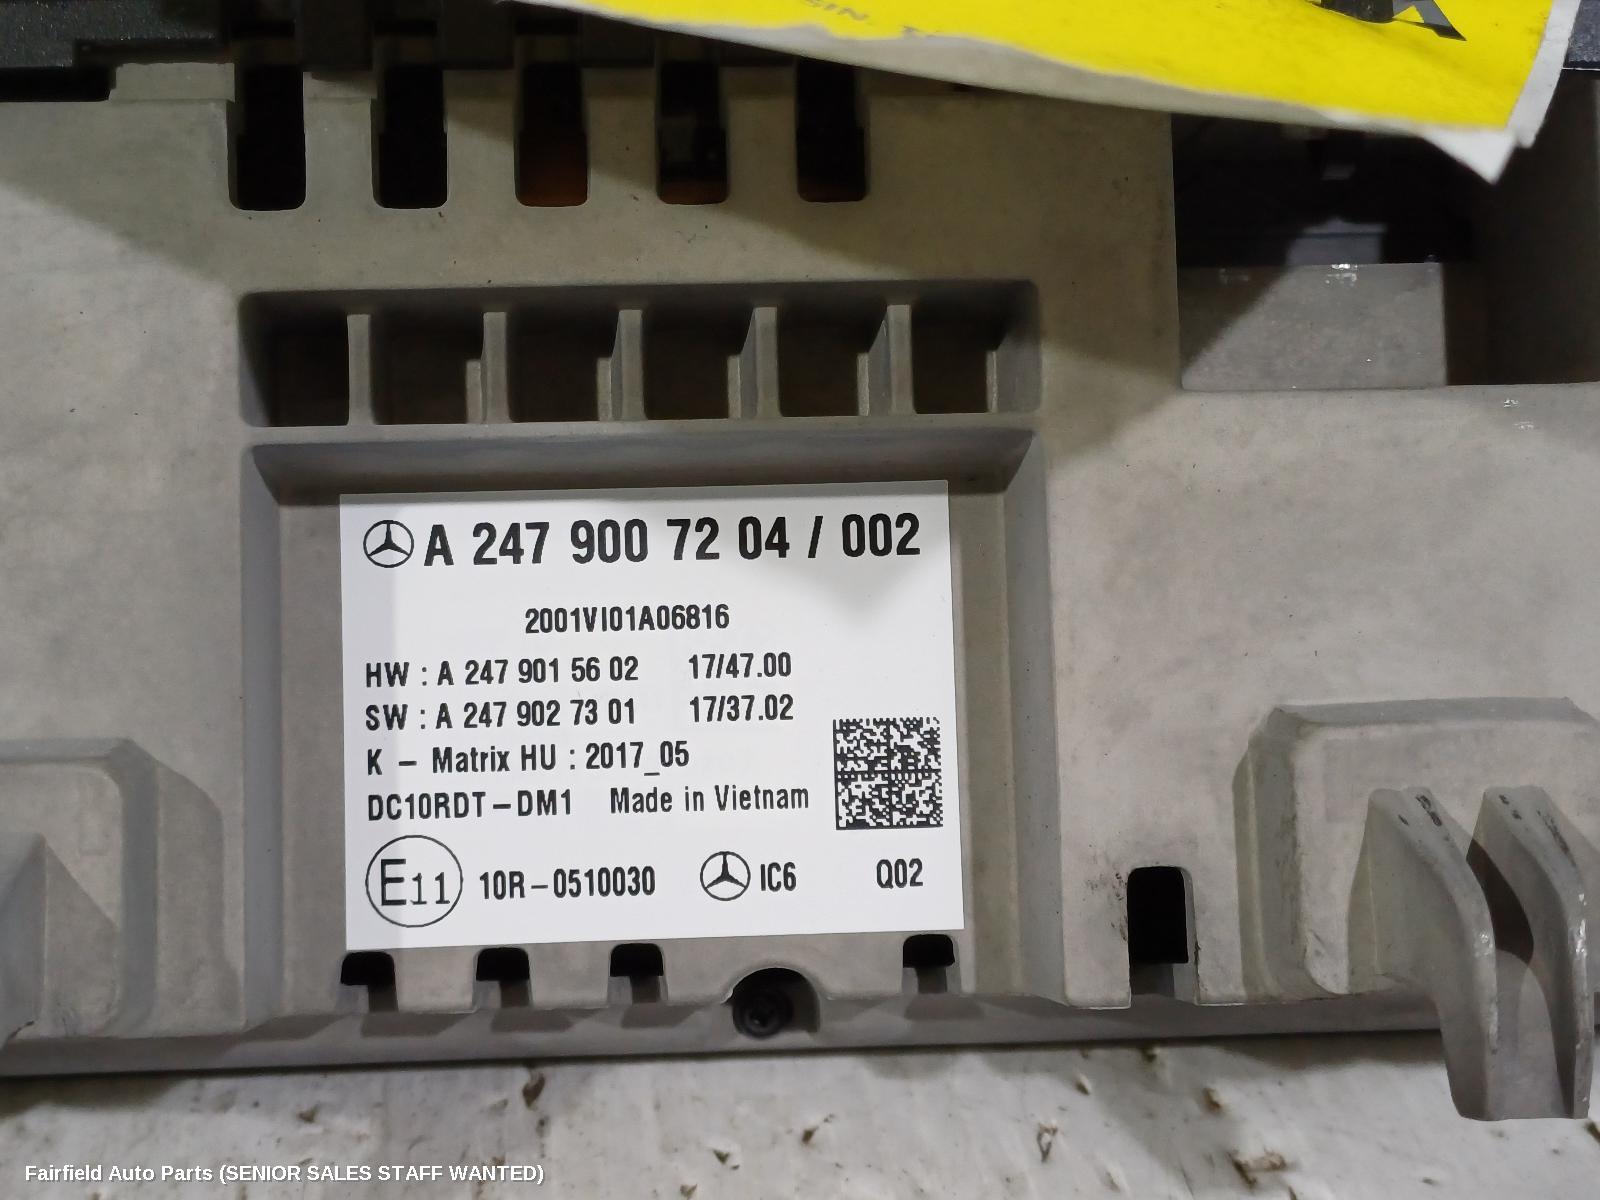 A 247 900 72 04 / 002
2001VI01A06816
HW : A 247 901 56 02 17/47.00
SW : A 247 902 73 01 17/37.02
K – Matrix HU : 2017_05
DC10RDT – DM1 Made in Vietnam
E11 10R – 0510030 IC6 Q02
Fairfield Auto Parts (SENIOR SALES STAFF WANTED)